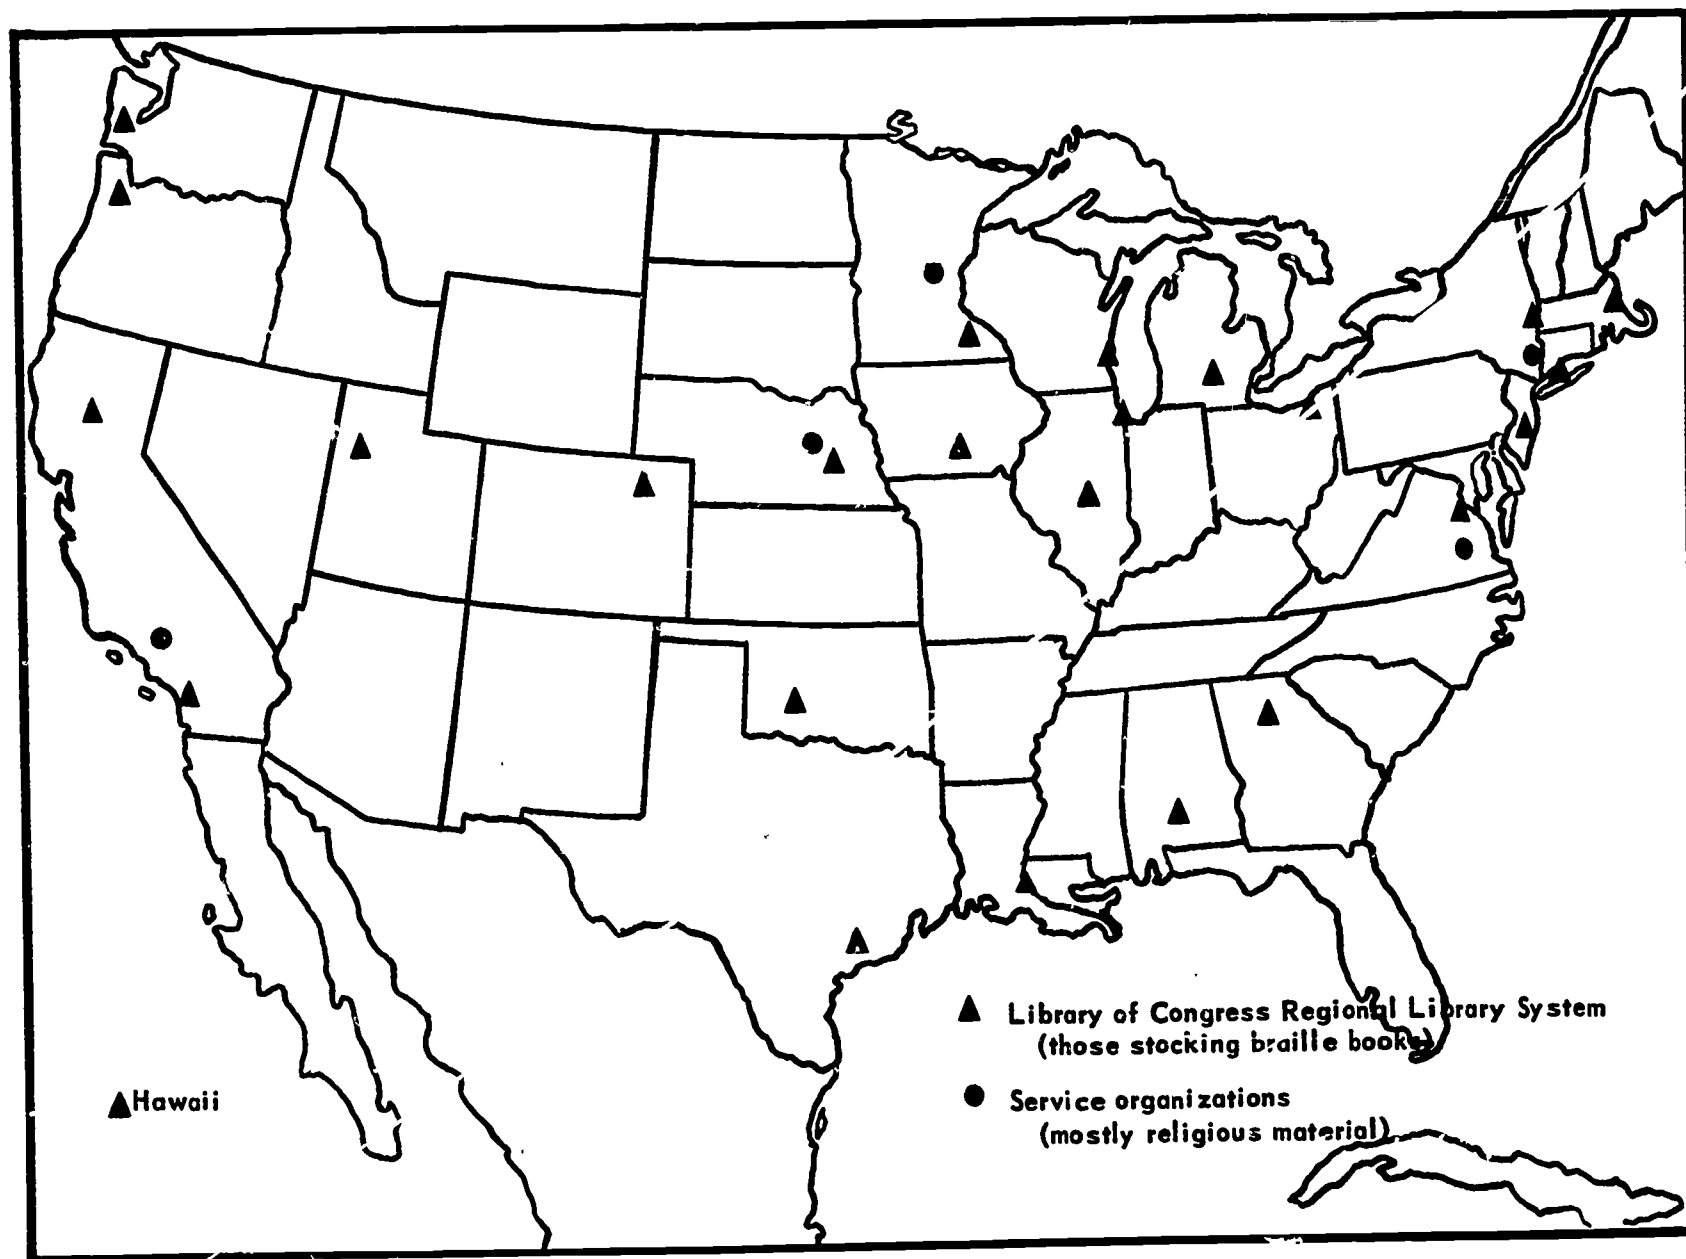 Library of Congress Regional Library System
(those stocking braille books)
Hawaii
Service organizations
(mostly religious material)